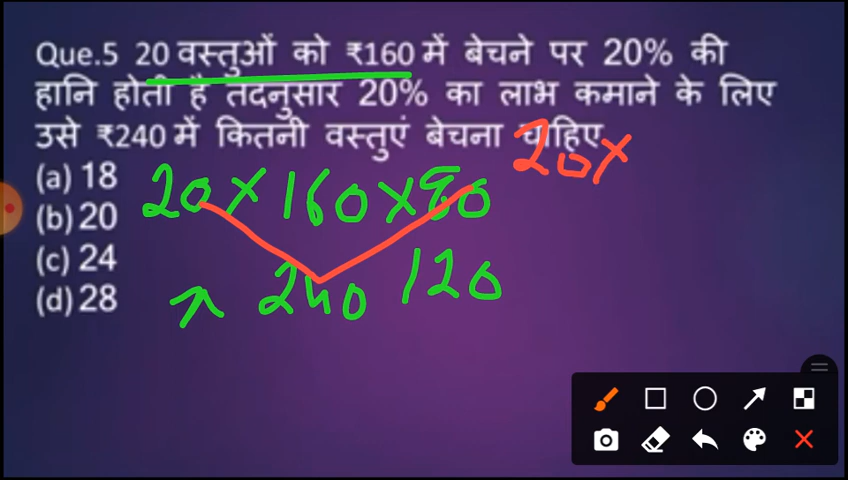 Que.5 20 वस्तुओं को ₹160 में बेचने पर 20% की
हानि होती है तदनुसार 20% का लाभ कमाने के लिए
उसे ₹240 में कितनी वस्तुएं बेचना चाहिए
20×
(a) 18
20 × 160 × 80
(b) 20
(c) 24
x 240 120
(d) 28